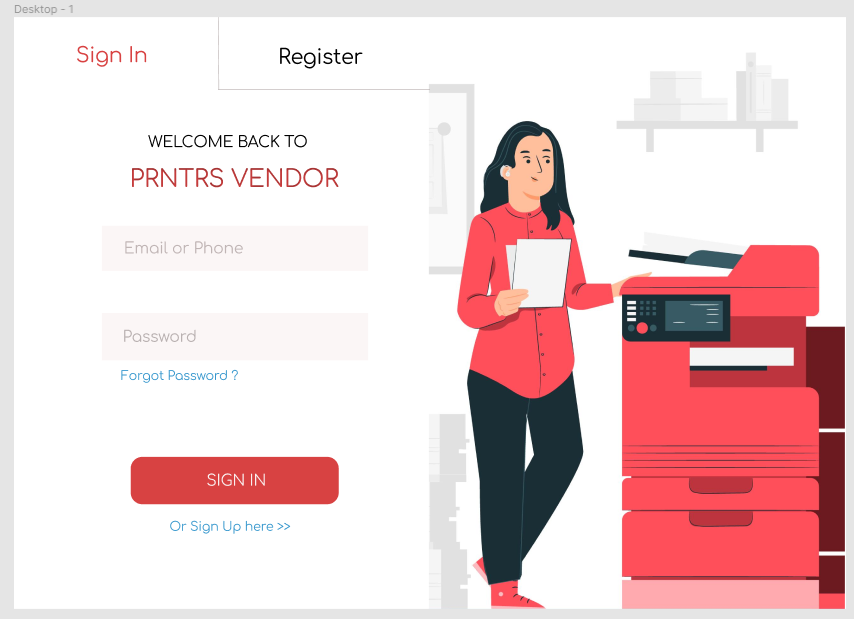 Desktop - 1
Sign In
Register
WELCOME BACK TO
PRNTRS VENDOR
Email or Phone
Password
Forgot Password ?
SIGN IN
Or Sign Up here >>